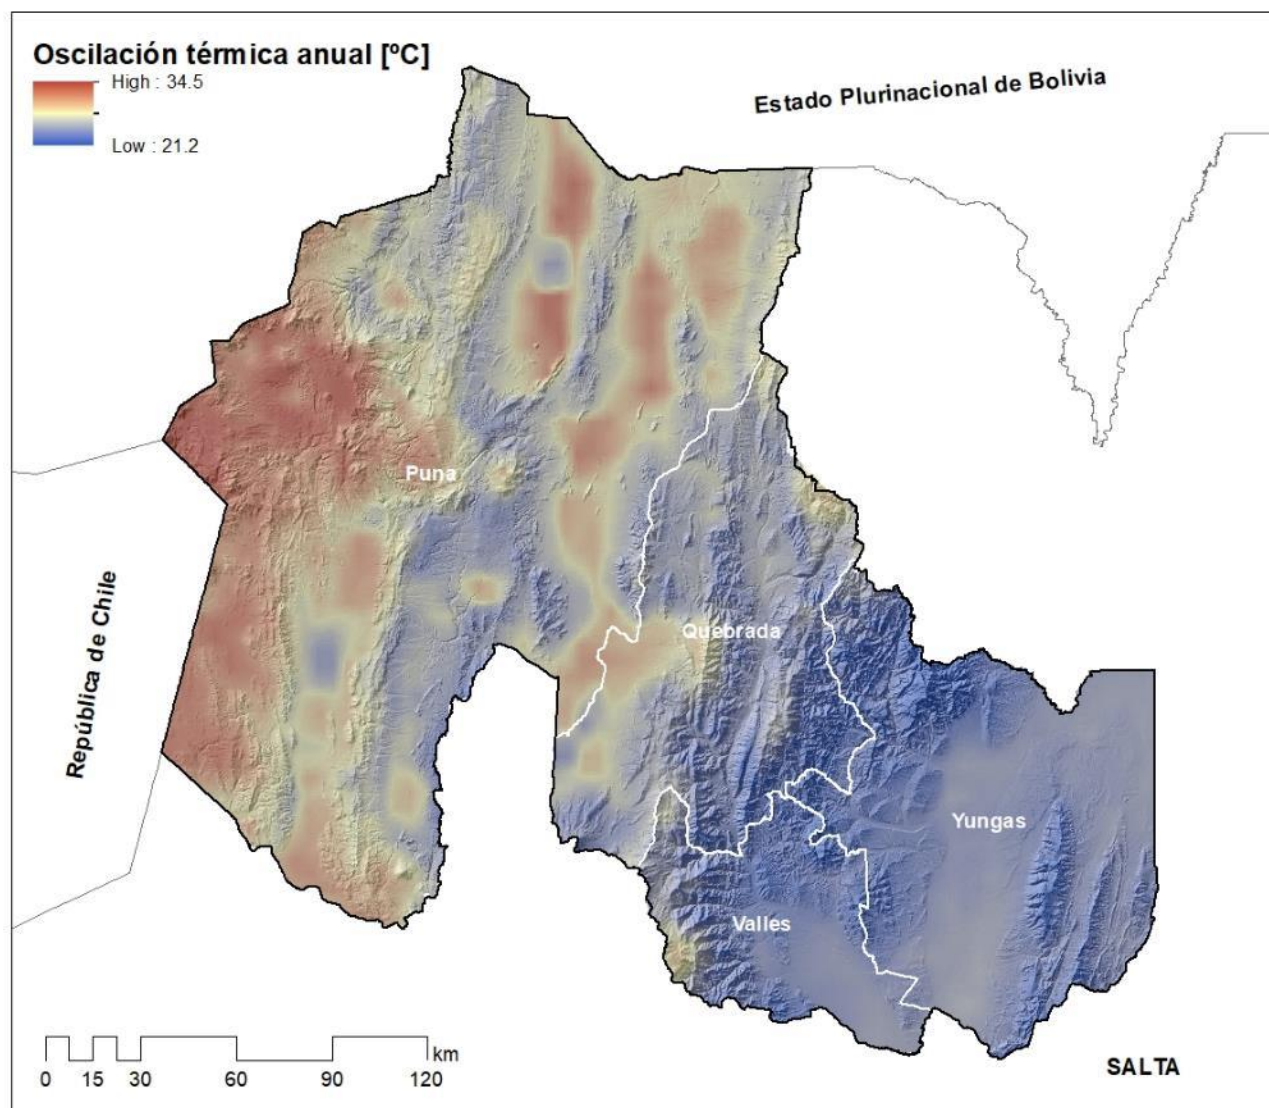 Oscilación térmica anual [ºC]
High : 34.5
Low : 21.2
Estado Plurinacional de Bolivia
Puna
República de Chile
Quebrada
Yungas
Valles
km
0 15 30 60 90 120
SALTA